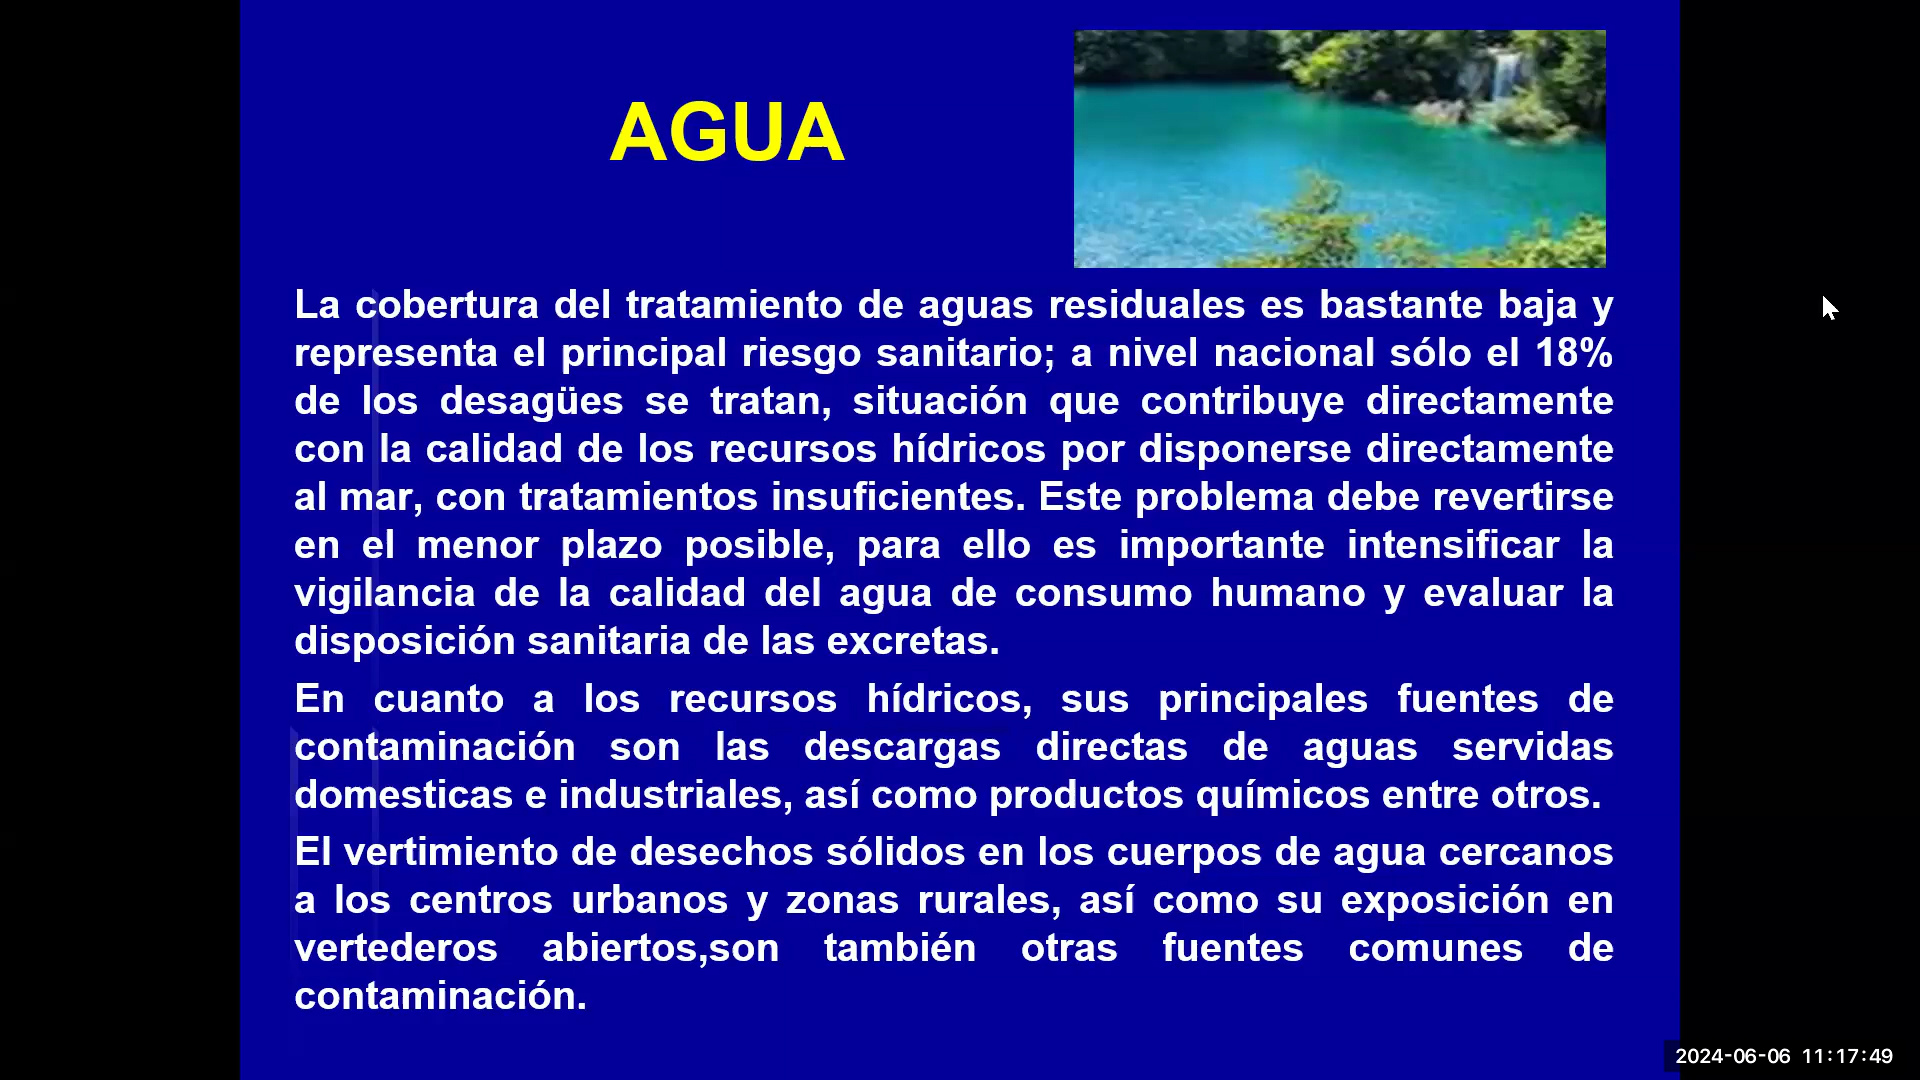 AGUA
La cobertura del tratamiento de aguas residuales es bastante baja y
representa el principal riesgo sanitario; a nivel nacional sólo el 18%
de los desagües se tratan, situación que contribuye directamente
con la calidad de los recursos hídricos por disponerse directamente
al mar, con tratamientos insuficientes. Este problema debe revertirse
en el menor plazo posible, para ello es importante intensificar la
vigilancia de la calidad del agua de consumo humano y evaluar la
disposición sanitaria de las excretas.
En cuanto a los recursos hídricos, sus principales fuentes de
contaminación son las descargas directas de aguas servidas
domesticas e industriales, así como productos químicos entre otros.
El vertimiento de desechos sólidos en los cuerpos de agua cercanos
a los centros urbanos y zonas rurales, así como su exposición en
vertederos abiertos,son también otras fuentes comunes de
contaminación.
2024-06-06 11:17:49